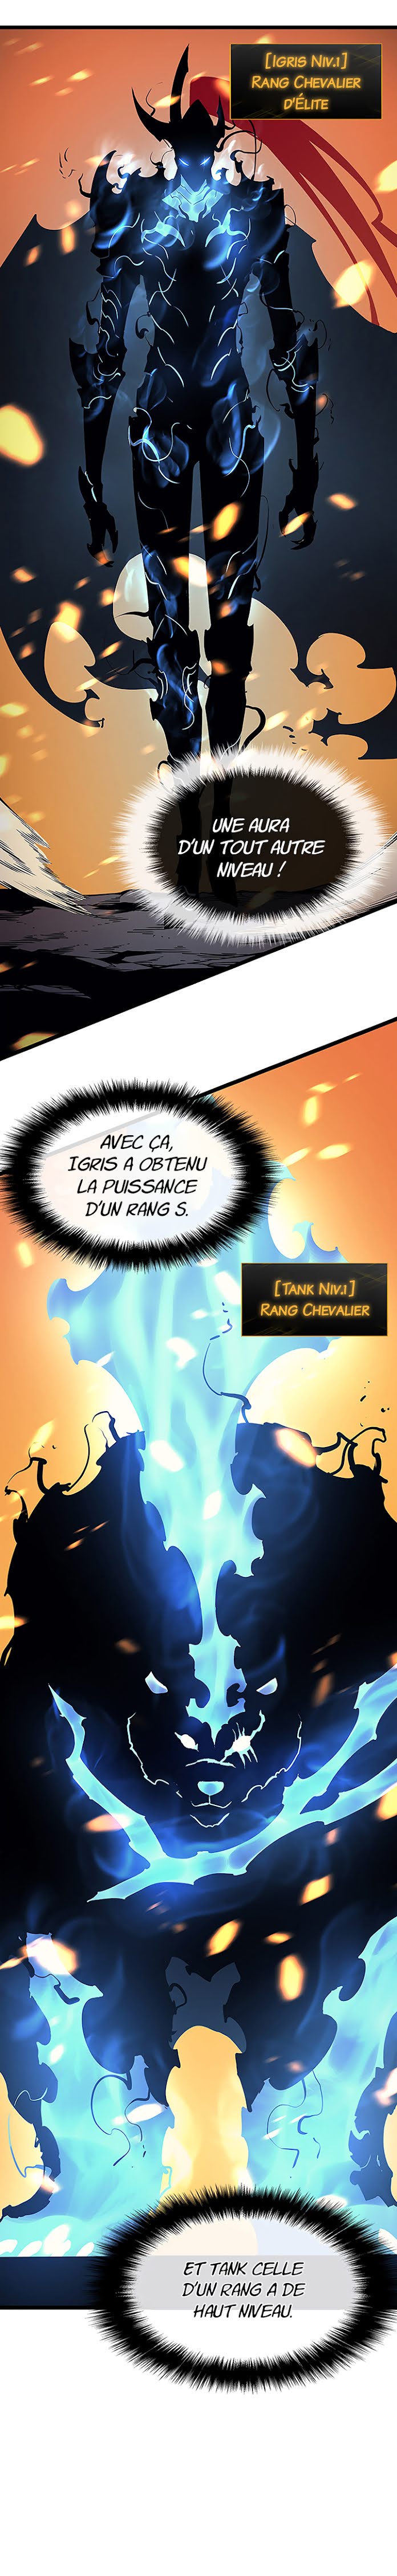 [Igris Niv.1]
Rang Chevalier
d'Élite
UNE AURA
D'UN TOUT AUTRE
NIVEAU !
AVEC ÇA,
IGRIS A OBTENU
LA PUISSANCE
D'UN RANG S.
[Tank Niv.1]
Rang Chevalier
ET TANK CELLE
D'UN RANG A DE
HAUT NIVEAU.